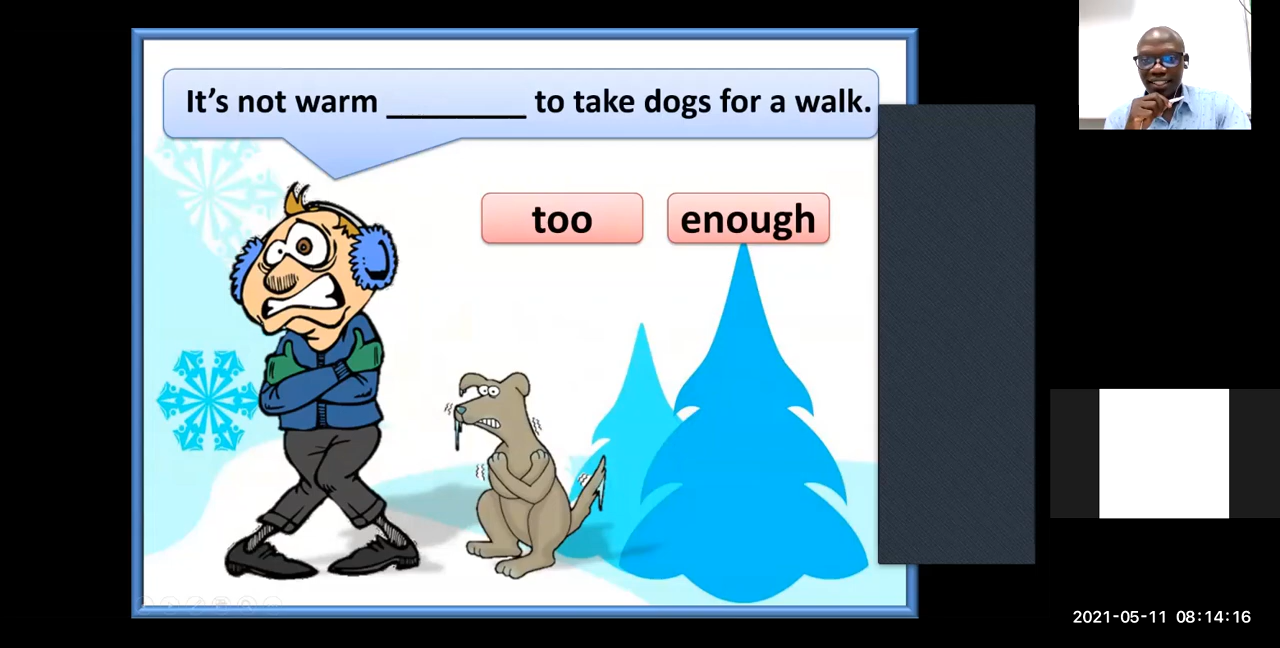 It's not warm ________ to take dogs for a walk.
too
enough
2021-05-11 08:14:16